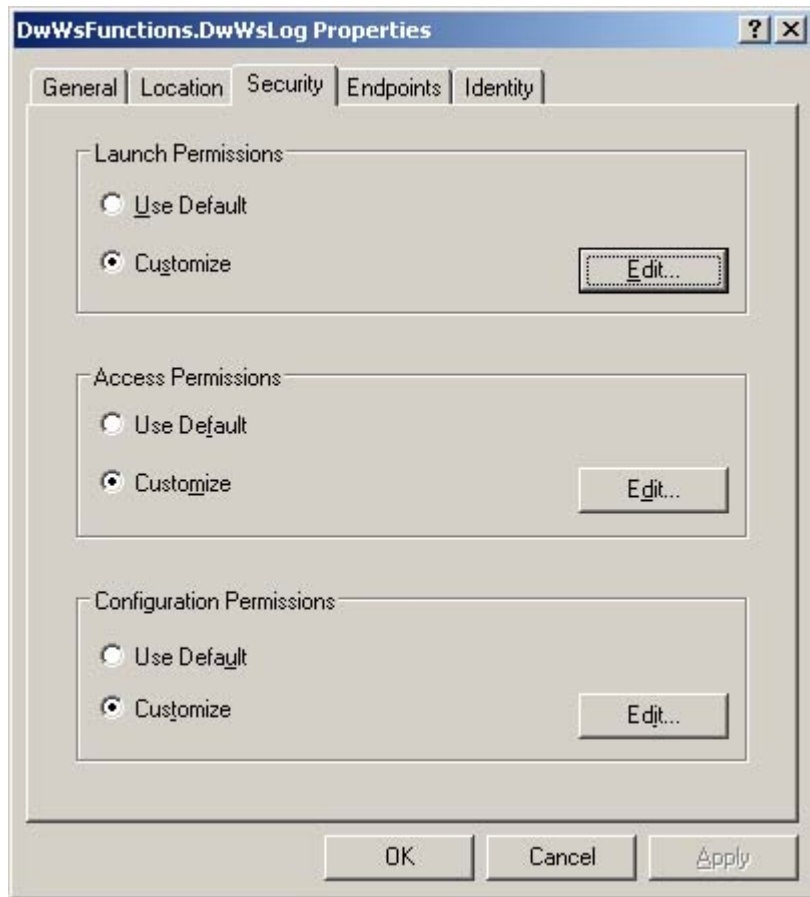 DwWsFunctions.DwWsLog Properties
General Location Security Endpoints Identity
Launch Permissions
Use Default
Customize Edit...
Access Permissions
Use Default
Customize Edit...
Configuration Permissions
Use Default
Customize Edit...
OK Cancel Apply